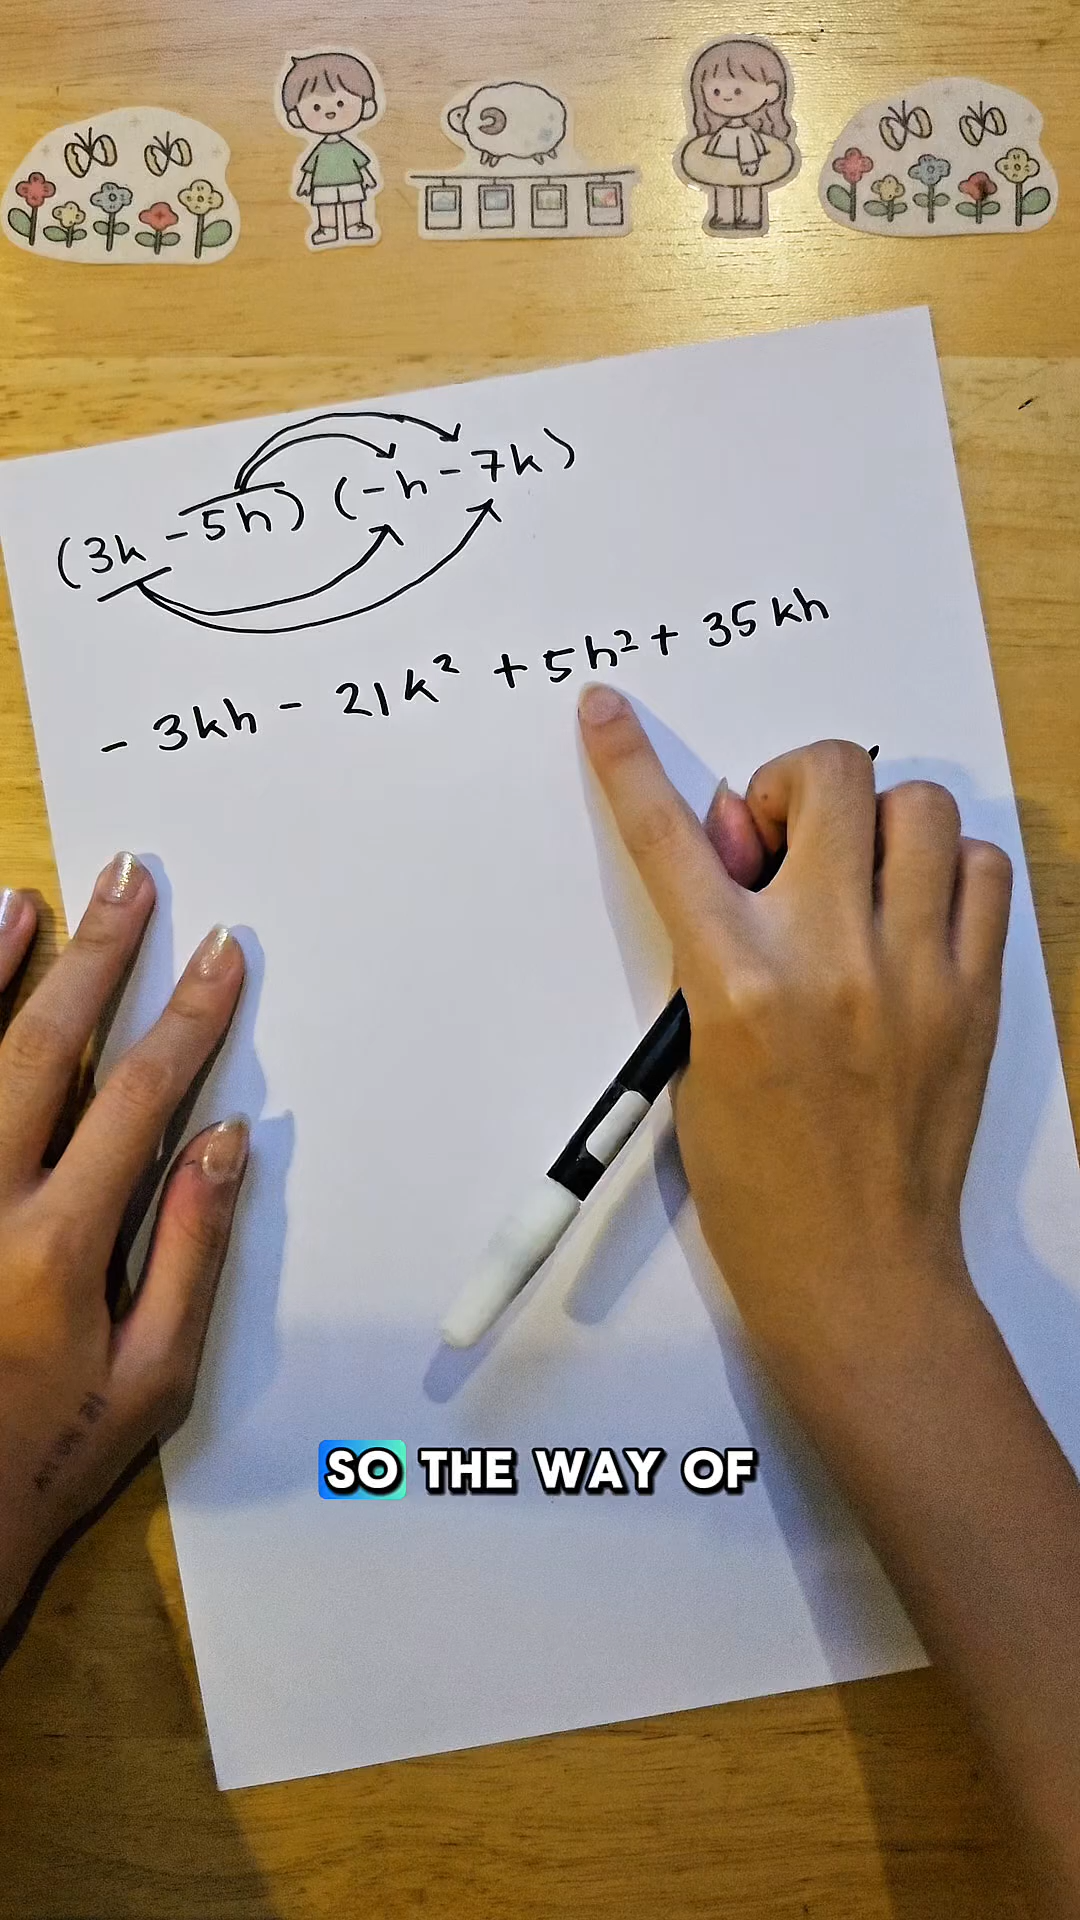 (3k - 5h) (-h - 7k)
- 3kh - 21k² + 5h² + 35kh
SO THE WAY OF